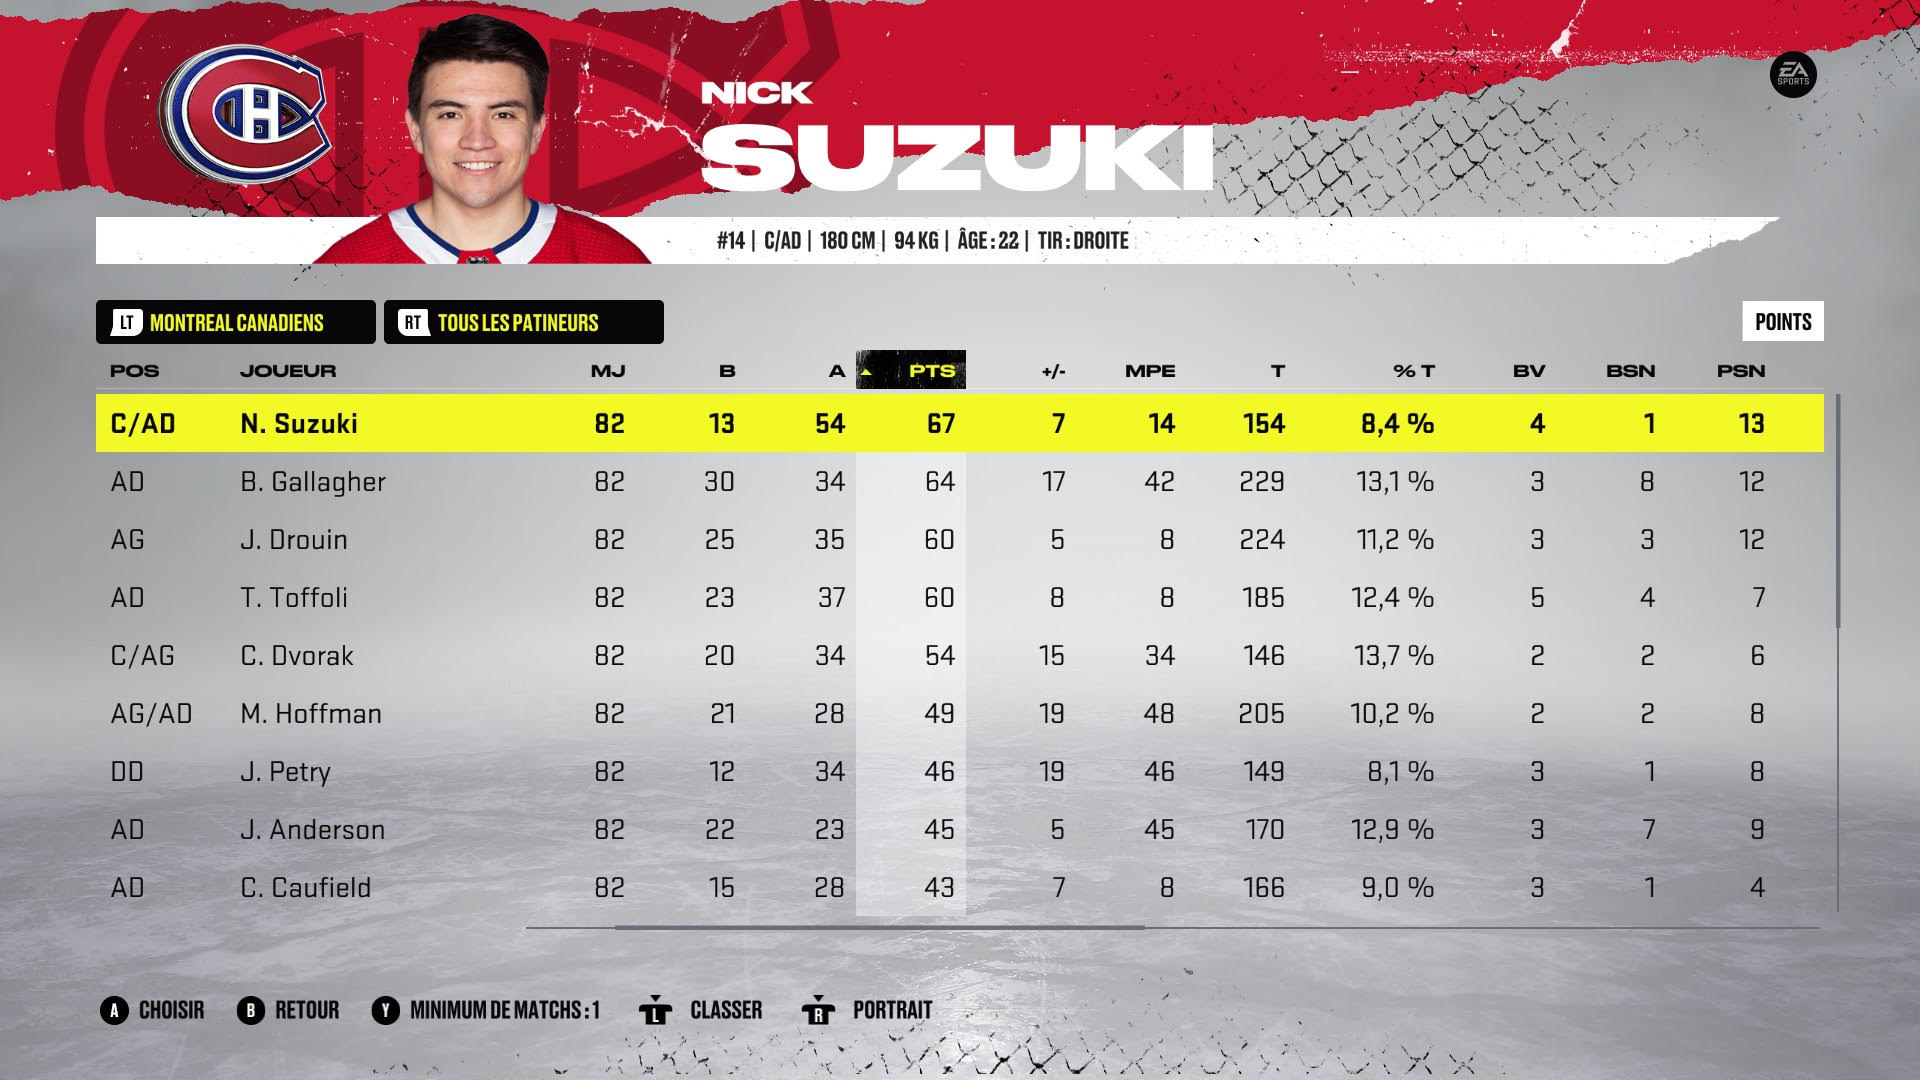 NICK
SUZUKI
EA SPORTS
#14 | C/AD | 180 CM | 94 KG | ÂGE : 22 | TIR : DROITE
LT MONTREAL CANADIENS RT TOUS LES PATINEURS POINTS
POS JOUEUR MJ B A PTS +/- MPE T % T BV BSN PSN
C/AD N. Suzuki 82 13 54 67 7 14 154 8,4 % 4 1 13
AD B. Gallagher 82 30 34 64 17 42 229 13,1 % 3 8 12
AG J. Drouin 82 25 35 60 5 8 224 11,2 % 3 3 12
AD T. Toffoli 82 23 37 60 8 8 185 12,4 % 5 4 7
C/AG C. Dvorak 82 20 34 54 15 34 146 13,7 % 2 2 6
AG/AD M. Hoffman 82 21 28 49 19 48 205 10,2 % 2 2 8
DD J. Petry 82 12 34 46 19 46 149 8,1 % 3 1 8
AD J. Anderson 82 22 23 45 5 45 170 12,9 % 3 7 9
AD C. Caufield 82 15 28 43 7 8 166 9,0 % 3 1 4
A CHOISIR B RETOUR Y MINIMUM DE MATCHS : 1 L CLASSER R PORTRAIT